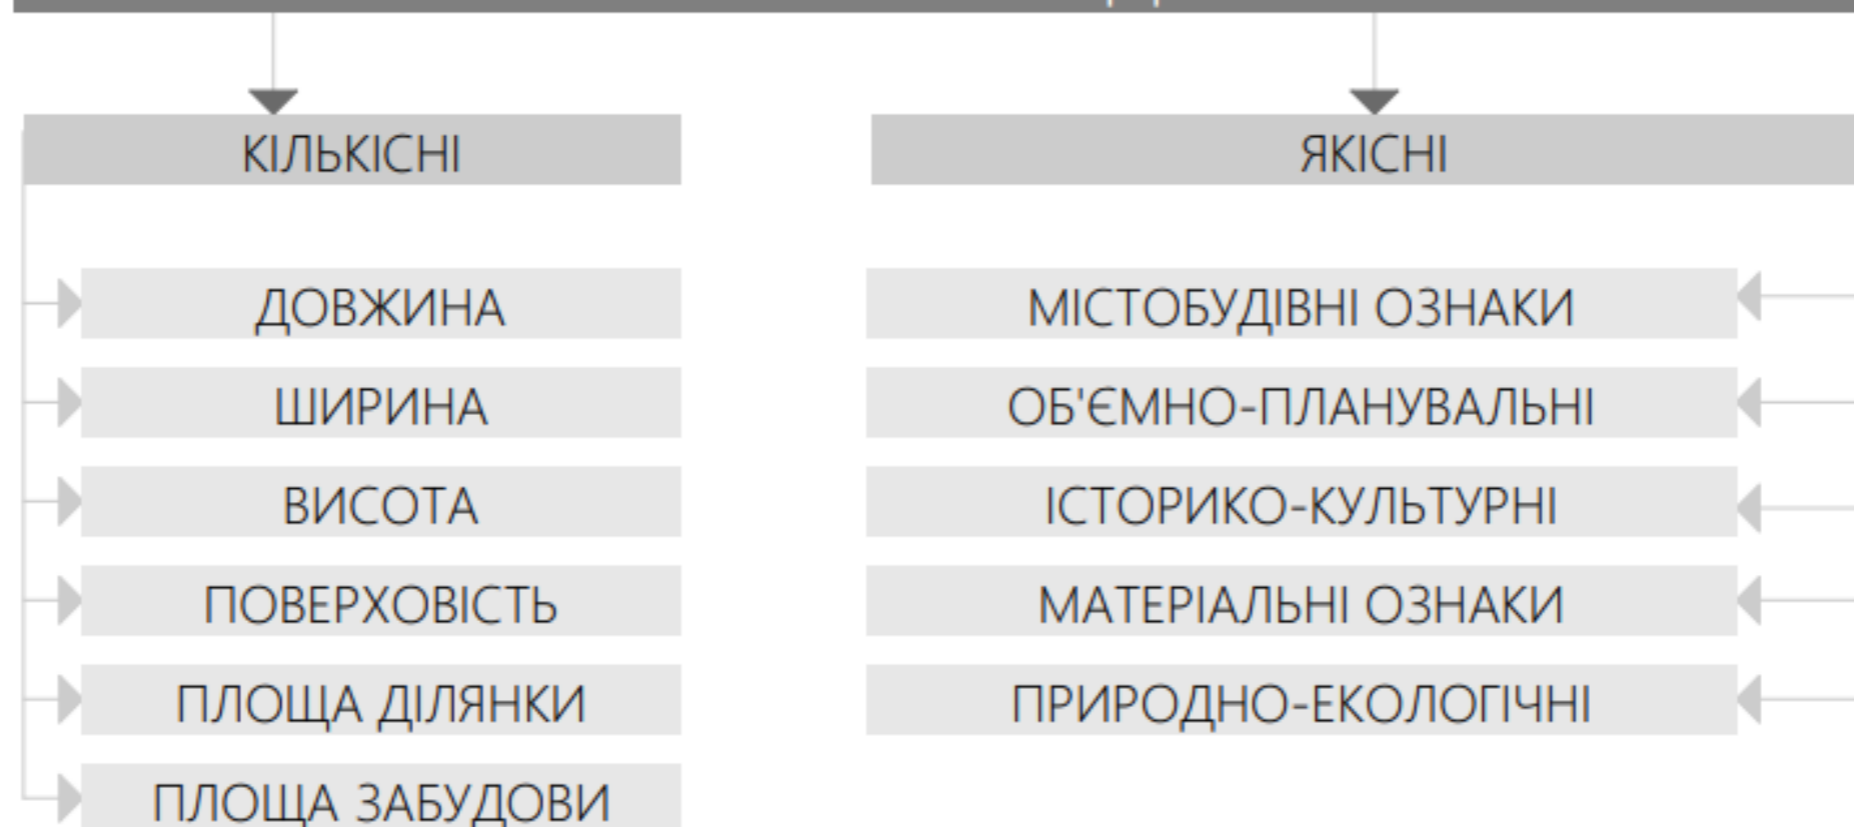 КІЛЬКІСНІ
ДОВЖИНА
ШИРИНА
ВИСОТА
ПОВЕРХОВІСТЬ
ПЛОЩА ДІЛЯНКИ
ПЛОЩА ЗАБУДОВИ
ЯКІСНІ
МІСТОБУДІВНІ ОЗНАКИ
ОБ'ЄМНО-ПЛАНУВАЛЬНІ
ІСТОРИКО-КУЛЬТУРНІ
МАТЕРІАЛЬНІ ОЗНАКИ
ПРИРОДНО-ЕКОЛОГІЧНІ